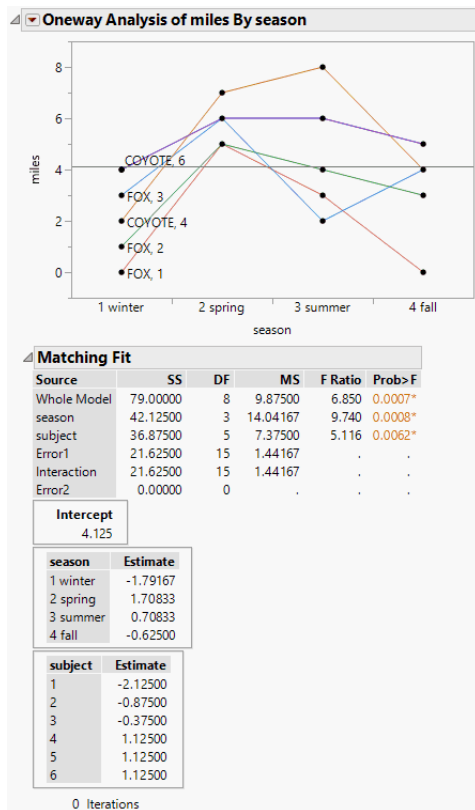 Oneway Analysis of miles By season
8
6
4
2
0
miles
COYOTE, 6
FOX, 3
COYOTE, 4
FOX, 2
FOX, 1
1 winter 2 spring 3 summer 4 fall
season
Matching Fit
Source SS DF MS F Ratio Prob>F
Whole Model 79.00000 8 9.87500 6.850 0.0007*
season 42.12500 3 14.04167 9.740 0.0008*
subject 36.87500 5 7.37500 5.116 0.0062*
Error1 21.62500 15 1.44167 . .
Interaction 21.62500 15 1.44167 . .
Error2 0.00000 0 . . .
Intercept
4.125
season Estimate
1 winter -1.79167
2 spring 1.70833
3 summer 0.70833
4 fall -0.62500
subject Estimate
1 -2.12500
2 -0.87500
3 -0.37500
4 1.12500
5 1.12500
6 1.12500
0 Iterations